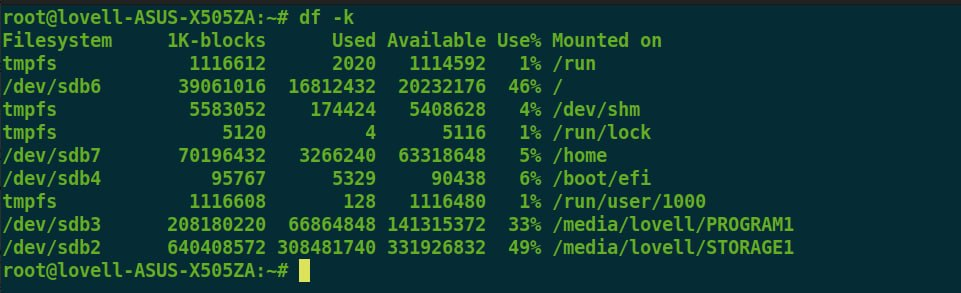 root@lovell-ASUS-X505ZA:~# df -k
Filesystem     1K-blocks      Used Available Use% Mounted on
tmpfs            1116612      2020   1114592   1% /run
/dev/sdb6       39061016  16812432  20232176  46% /
tmpfs            5583052    174424   5408628   4% /dev/shm
tmpfs               5120         4      5116   1% /run/lock
/dev/sdb7       70196432   3266240  63318648   5% /home
/dev/sdb4          95767      5329     90438   6% /boot/efi
tmpfs            1116608       128   1116480   1% /run/user/1000
/dev/sdb3      208180220  66864848 141315372  33% /media/lovell/PROGRAM1
/dev/sdb2      640408572 308481740 331926832  49% /media/lovell/STORAGE1
root@lovell-ASUS-X505ZA:~#